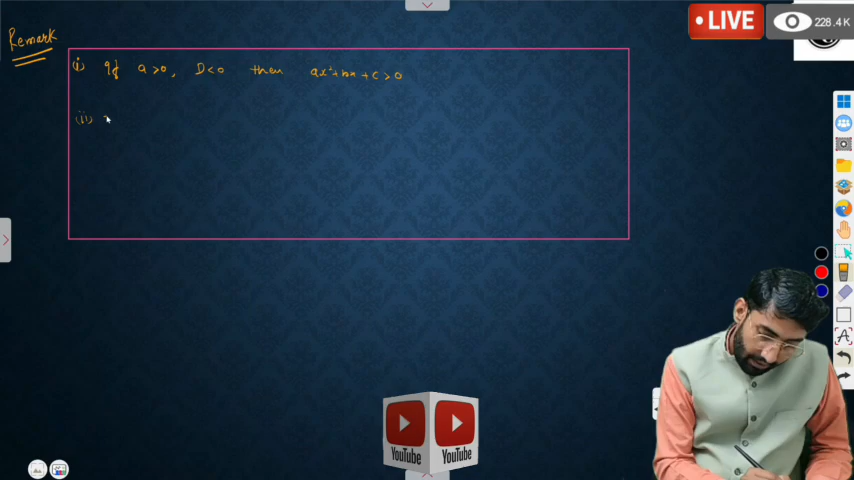 LIVE
228.4K
Remark
(i) If a >0, D<0 then ax²+bx+c>0
(ii)
YouTube YouTube